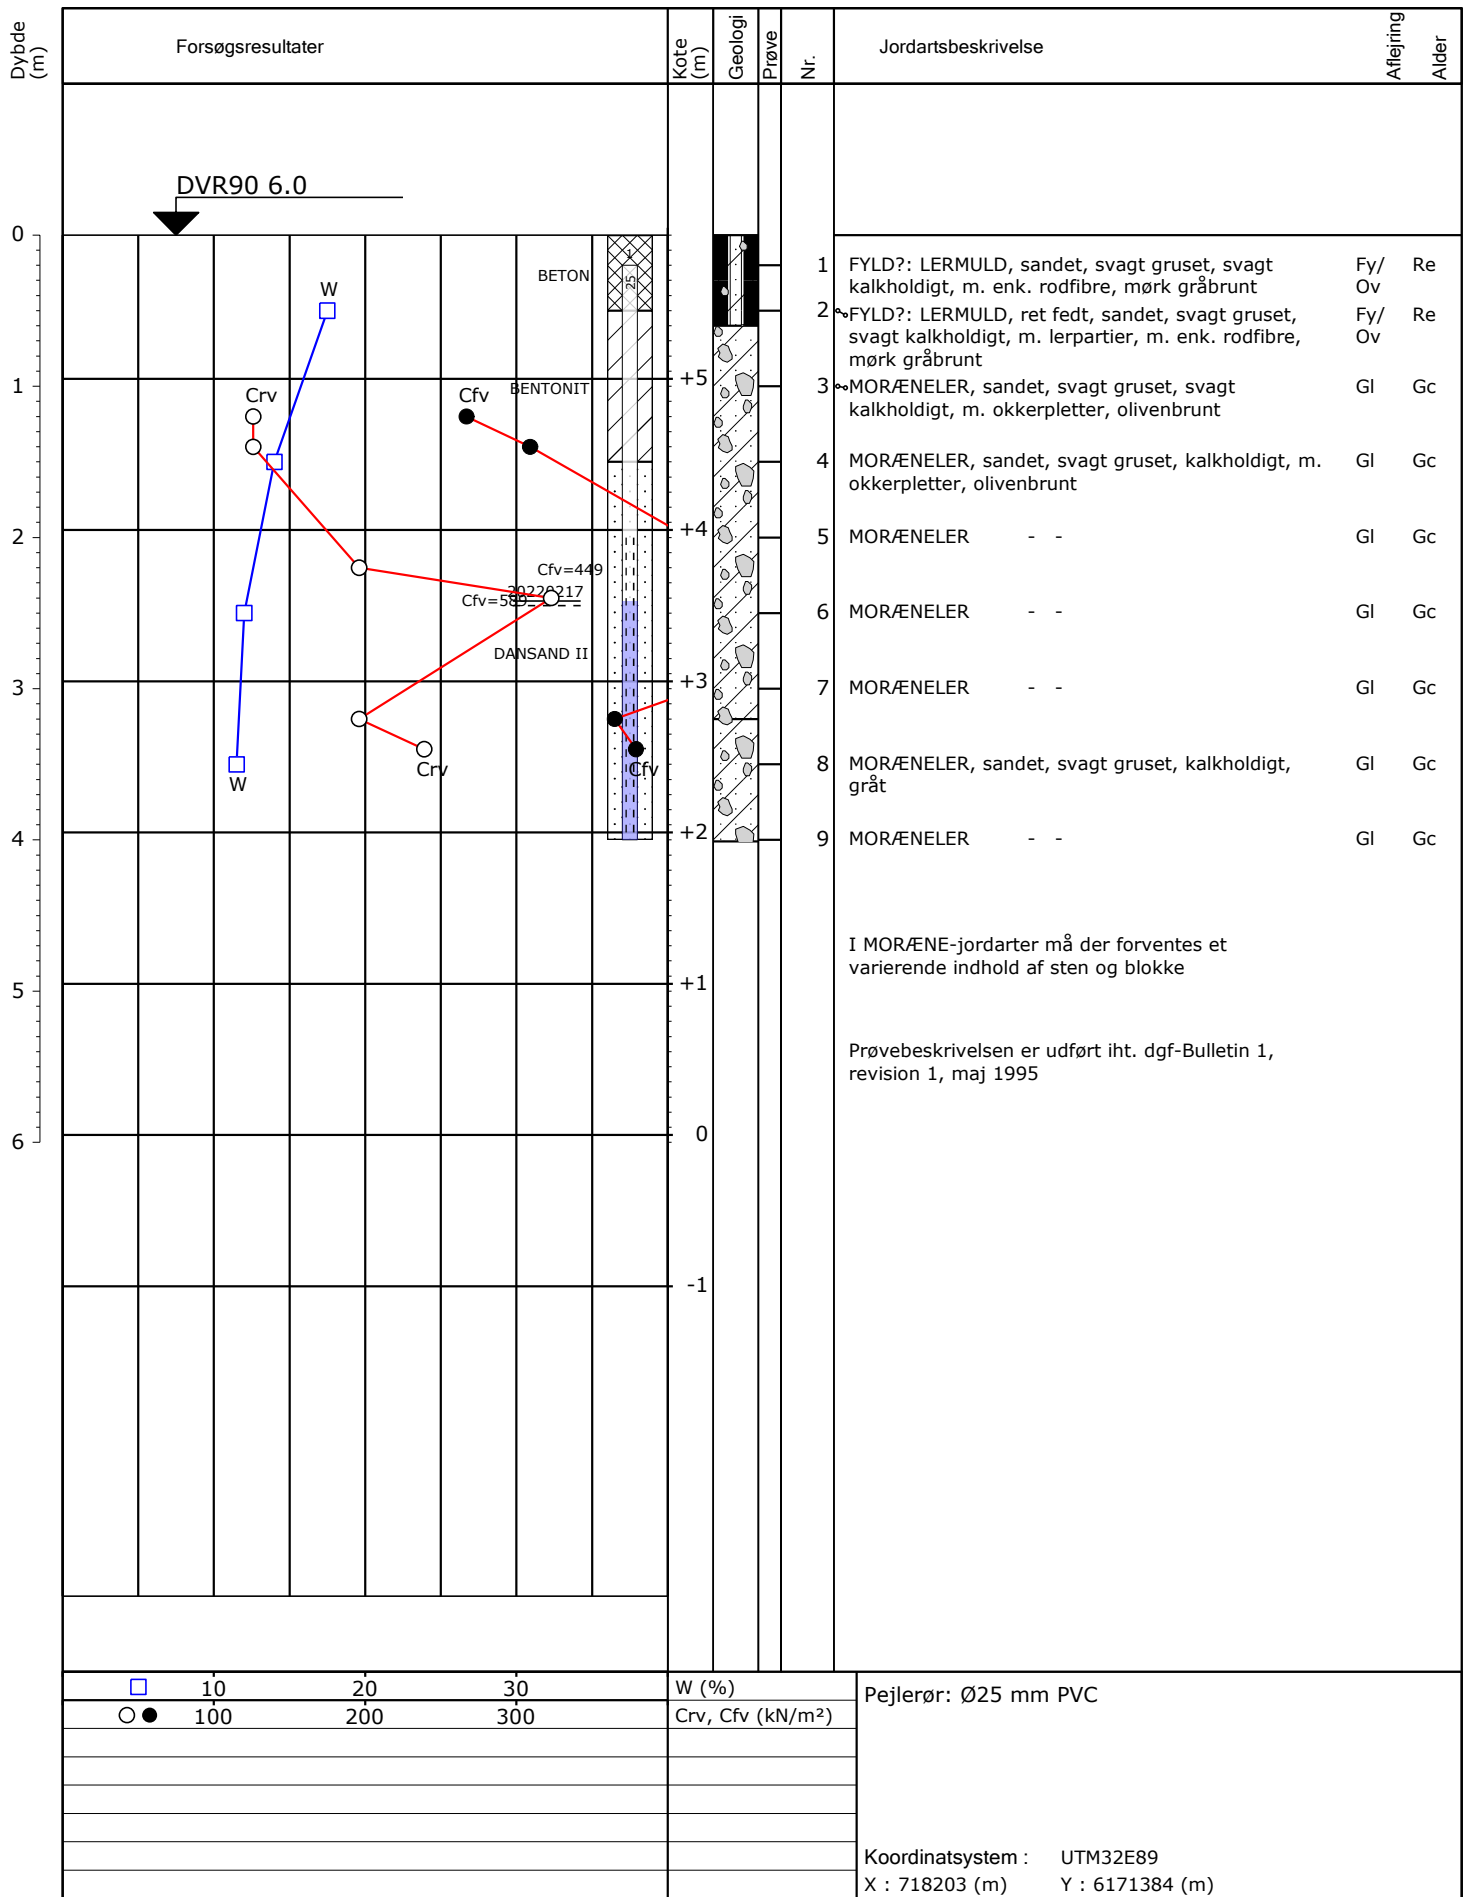 Dybde (m)
Forsøgsresultater
Kote (m)
Geologi
Prøve
Nr.
Jordartsbeskrivelse
Aflejring
Alder
DVR90 6.0
0
1
2
3
4
5
6
+5
+4
+3
+2
+1
0
-1
W
Crv
Cfv
1
25
BETON
BENTONIT
Cfv=449
20220217
Cfv=589
DANSAND II
W
Crv
Cfv
1 FYLD?: LERMULD, sandet, svagt gruset, svagt Fy/ Re
kalkholdigt, m. enk. rodfibre, mørk gråbrunt Ov
2 FYLD?: LERMULD, ret fedt, sandet, svagt gruset, Fy/ Re
svagt kalkholdigt, m. lerpartier, m. enk. rodfibre, Ov
mørk gråbrunt
3 MORÆNELER, sandet, svagt gruset, svagt Gl Gc
kalkholdigt, m. okkerpletter, olivenbrunt
4 MORÆNELER, sandet, svagt gruset, kalkholdigt, m. Gl Gc
okkerpletter, olivenbrunt
5 MORÆNELER - - Gl Gc
6 MORÆNELER - - Gl Gc
7 MORÆNELER - - Gl Gc
8 MORÆNELER, sandet, svagt gruset, kalkholdigt, Gl Gc
gråt
9 MORÆNELER - - Gl Gc
I MORÆNE-jordarter må der forventes et
varierende indhold af sten og blokke
Prøvebeskrivelsen er udført iht. dgf-Bulletin 1,
revision 1, maj 1995
10 20 30 W (%)
100 200 300 Crv, Cfv (kN/m²)
Pejlerør: Ø25 mm PVC
Koordinatsystem : UTM32E89
X : 718203 (m) Y : 6171384 (m)